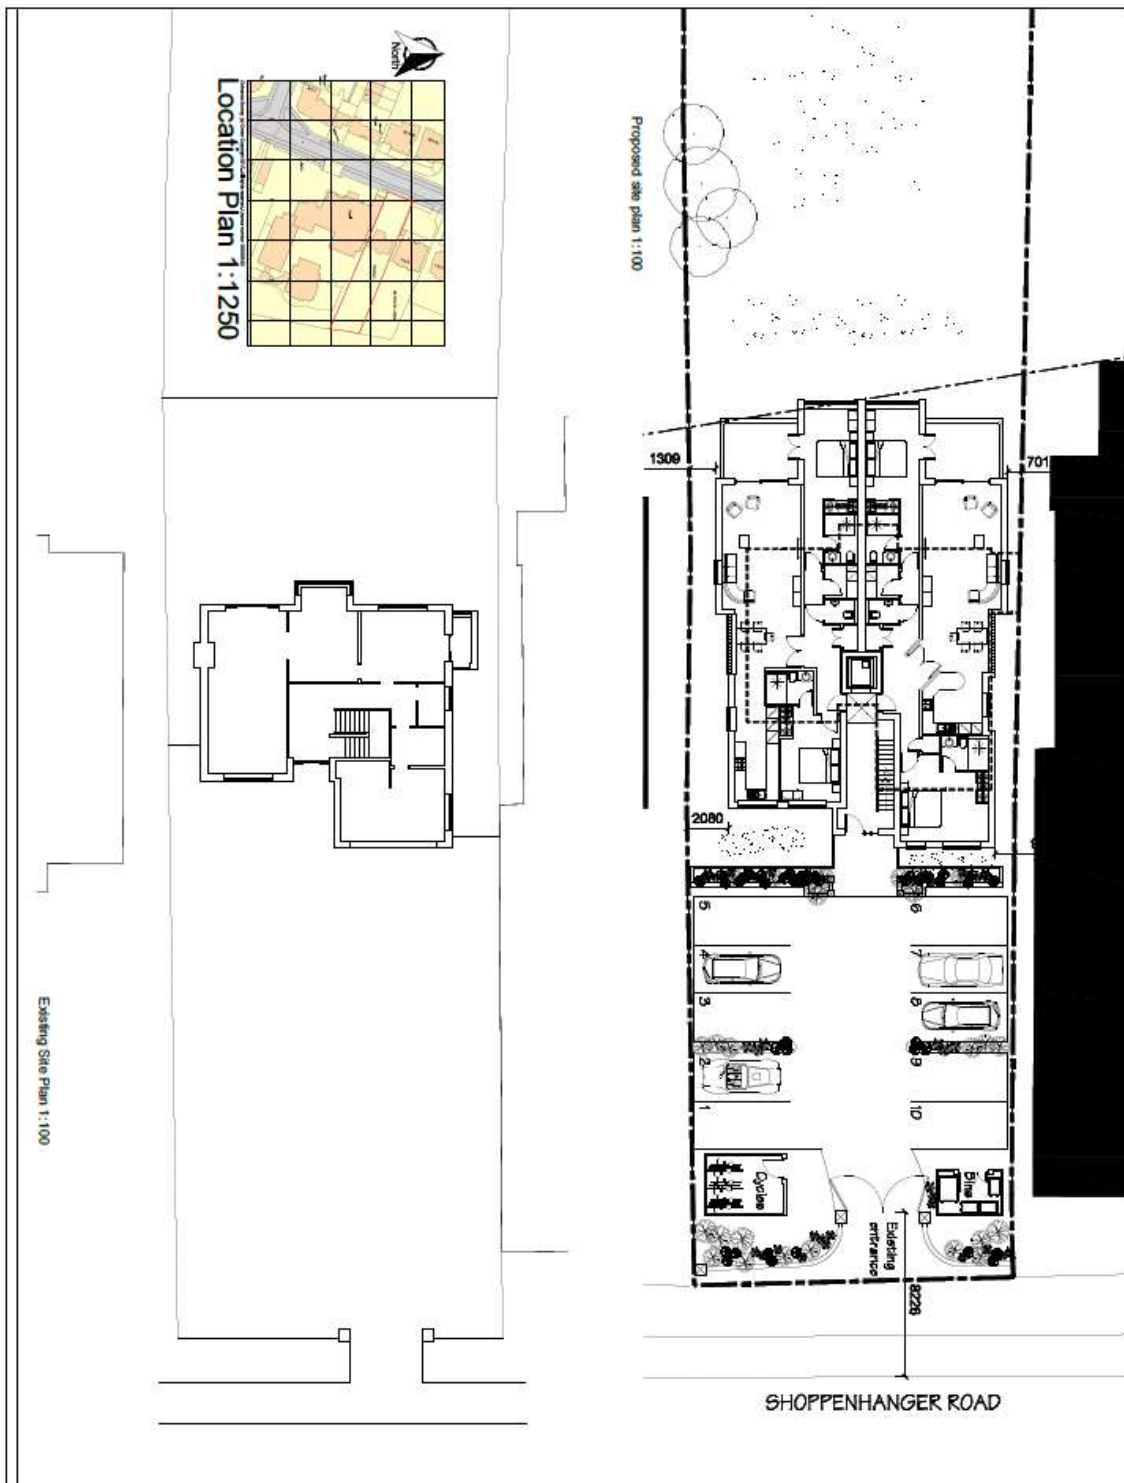 North
Location Plan 1:1250
Proposed site plan 1:100
1309
701
2080
5
6
4
7
3
8
2
9
1
10
Cycles
Bins
Existing
entrance
8226
SHOPPENHANGER ROAD
Existing Site Plan 1:100